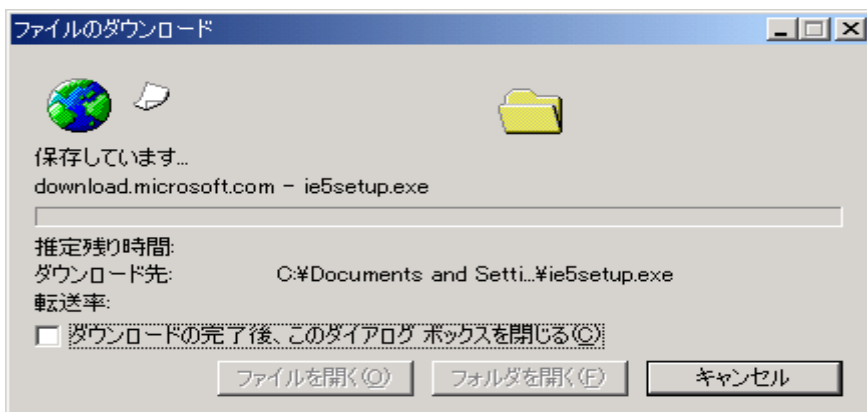 ファイルのダウンロード
保存しています...
download.microsoft.com - ie5setup.exe
推定残り時間:
ダウンロード先: C:¥Documents and Setti...¥ie5setup.exe
転送率:
ダウンロードの完了後、このダイアログ ボックスを閉じる(C)
ファイルを開く(O) フォルダを開く(F) キャンセル